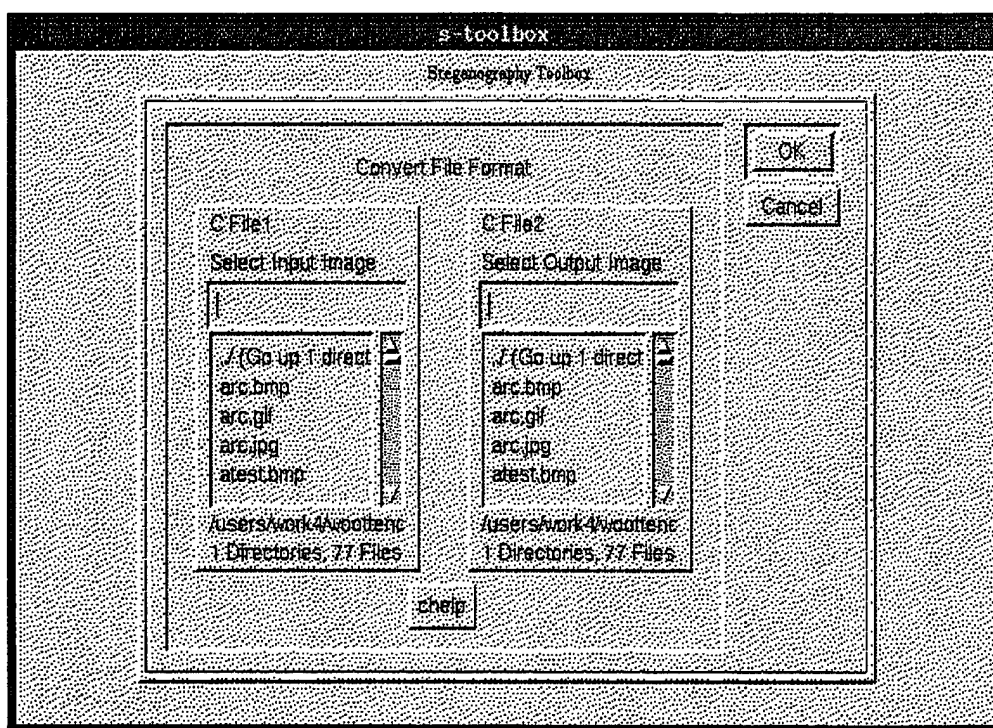 s-toolbox
Steganography Toolbox
Convert File Format
OK
Cancel
C File1
Select Input Image
../ (Go up 1 direct
arc.bmp
arc.gif
arc.jpg
atest.bmp
/users/work4/woottenc
1 Directories, 77 Files
C File2
Select Output Image
../ (Go up 1 direct
arc.bmp
arc.gif
arc.jpg
atest.bmp
/users/work4/woottenc
1 Directories, 77 Files
chelp